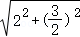 √(2² + (3/2)²)